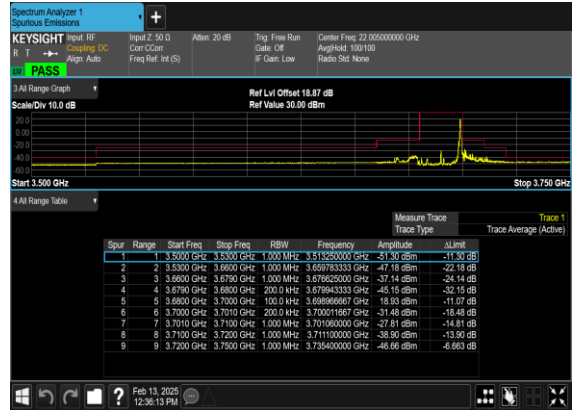 Spectrum Analyzer 1
Spurious Emissions
+
KEYSIGHT Input: RF Input Z: 50 Ω Atten: 20 dB Trig: Free Run Center Freq: 22.005000000 GHz
R T Coupling: DC Corr CCorr Gate: Off Avg|Hold: 100/100
Align: Auto Freq Ref: Int (S) IF Gain: Low Radio Std: None
PASS
3 All Range Graph Ref Lvl Offset 18.87 dB
Scale/Div 10.0 dB Ref Value 30.00 dBm
20.0
0.00
-20.0
-40.0
-60.0
Start 3.500 GHz Stop 3.750 GHz
4 All Range Table
Measure Trace Trace 1
Trace Type Trace Average (Active)
Spur Range Start Freq Stop Freq RBW Frequency Amplitude ΔLimit
1 1 3.5000 GHz 3.5300 GHz 1.000 MHz 3.513250000 GHz -51.30 dBm -11.30 dB
2 2 3.5300 GHz 3.6600 GHz 1.000 MHz 3.659783333 GHz -47.18 dBm -22.18 dB
3 3 3.6600 GHz 3.6790 GHz 1.000 MHz 3.676625000 GHz -37.14 dBm -24.14 dB
4 4 3.6790 GHz 3.6800 GHz 200.0 kHz 3.679943333 GHz -45.15 dBm -32.15 dB
5 5 3.6800 GHz 3.7000 GHz 100.0 kHz 3.698966667 GHz 18.93 dBm -11.07 dB
6 6 3.7000 GHz 3.7010 GHz 200.0 kHz 3.700011667 GHz -31.48 dBm -18.48 dB
7 7 3.7010 GHz 3.7100 GHz 1.000 MHz 3.701060000 GHz -27.81 dBm -14.81 dB
8 8 3.7100 GHz 3.7200 GHz 1.000 MHz 3.711100000 GHz -38.90 dBm -13.90 dB
9 9 3.7200 GHz 3.7500 GHz 1.000 MHz 3.735400000 GHz -46.66 dBm -6.663 dB
? Feb 13, 2025
12:36:13 PM